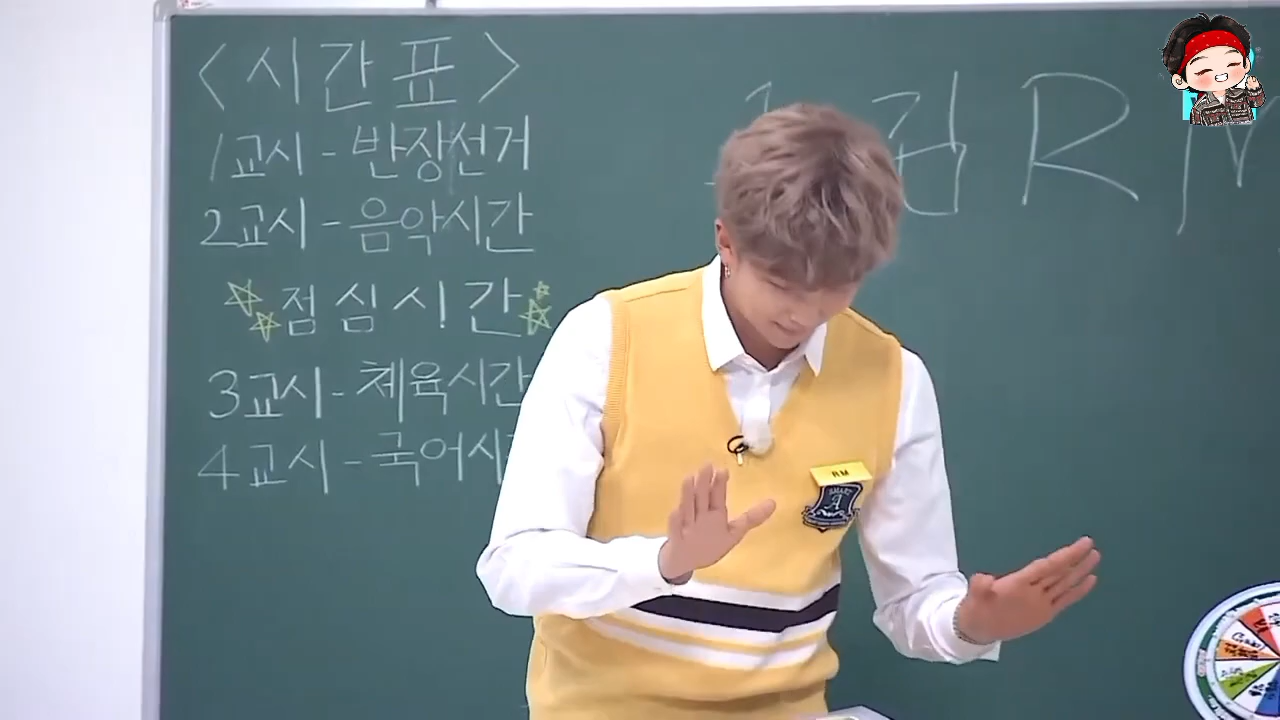 <시간표>
1교시 - 반장선거
2교시 - 음악시간
점심시간
3교시 - 체육시간
4교시 - 국어시
RM
RM
SMART
A